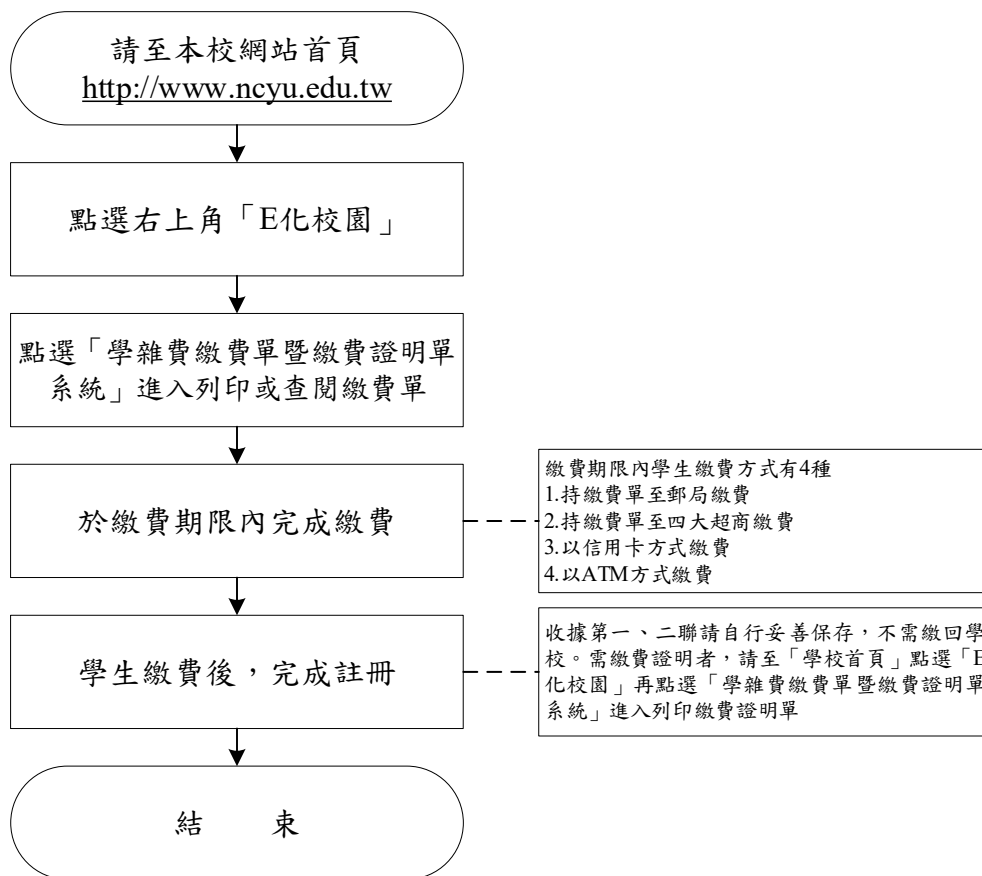 請至本校網站首頁
http://www.ncyu.edu.tw
點選右上角「E化校園」
點選「學雜費繳費單暨繳費證明單
系統」進入列印或查閱繳費單
於繳費期限內完成繳費
繳費期限內學生繳費方式有4種
1.持繳費單至郵局繳費
2.持繳費單至四大超商繳費
3.以信用卡方式繳費
4.以ATM方式繳費
學生繳費後，完成註冊
收據第一、二聯請自行妥善保存，不需繳回學
校。需繳費證明者，請至「學校首頁」點選「E
化校園」再點選「學雜費繳費單暨繳費證明單
系統」進入列印繳費證明單
結　　束